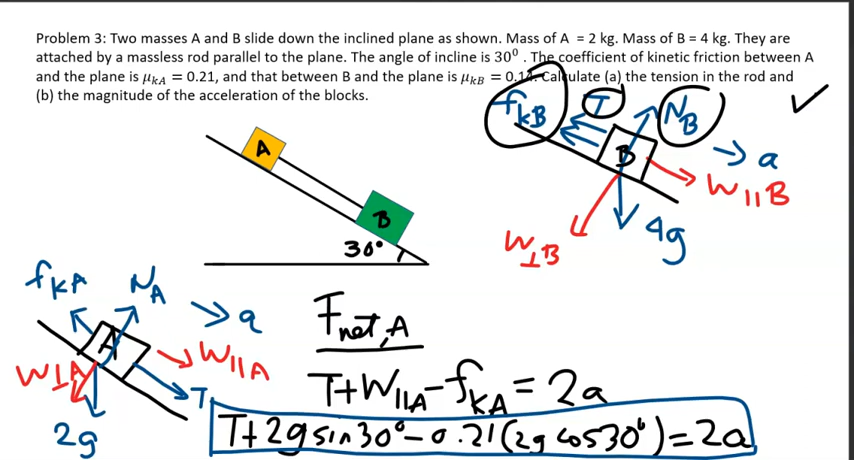 Problem 3: Two masses A and B slide down the inclined plane as shown. Mass of A = 2 kg. Mass of B = 4 kg. They are
attached by a massless rod parallel to the plane. The angle of incline is 30⁰ . The coefficient of kinetic friction between A
and the plane is μkA = 0.21, and that between B and the plane is μkB = 0.14. Calculate (a) the tension in the rod and
(b) the magnitude of the acceleration of the blocks.
fkB T NB
B → a
W||B
W⊥B 4g
A
B
30°
fkA NA
→ a
A W||A
W⊥A T
2g
Fnet,A
T+W||A-fkA = 2a
T+2g sin30°-0.21(2g cos30°)=2a